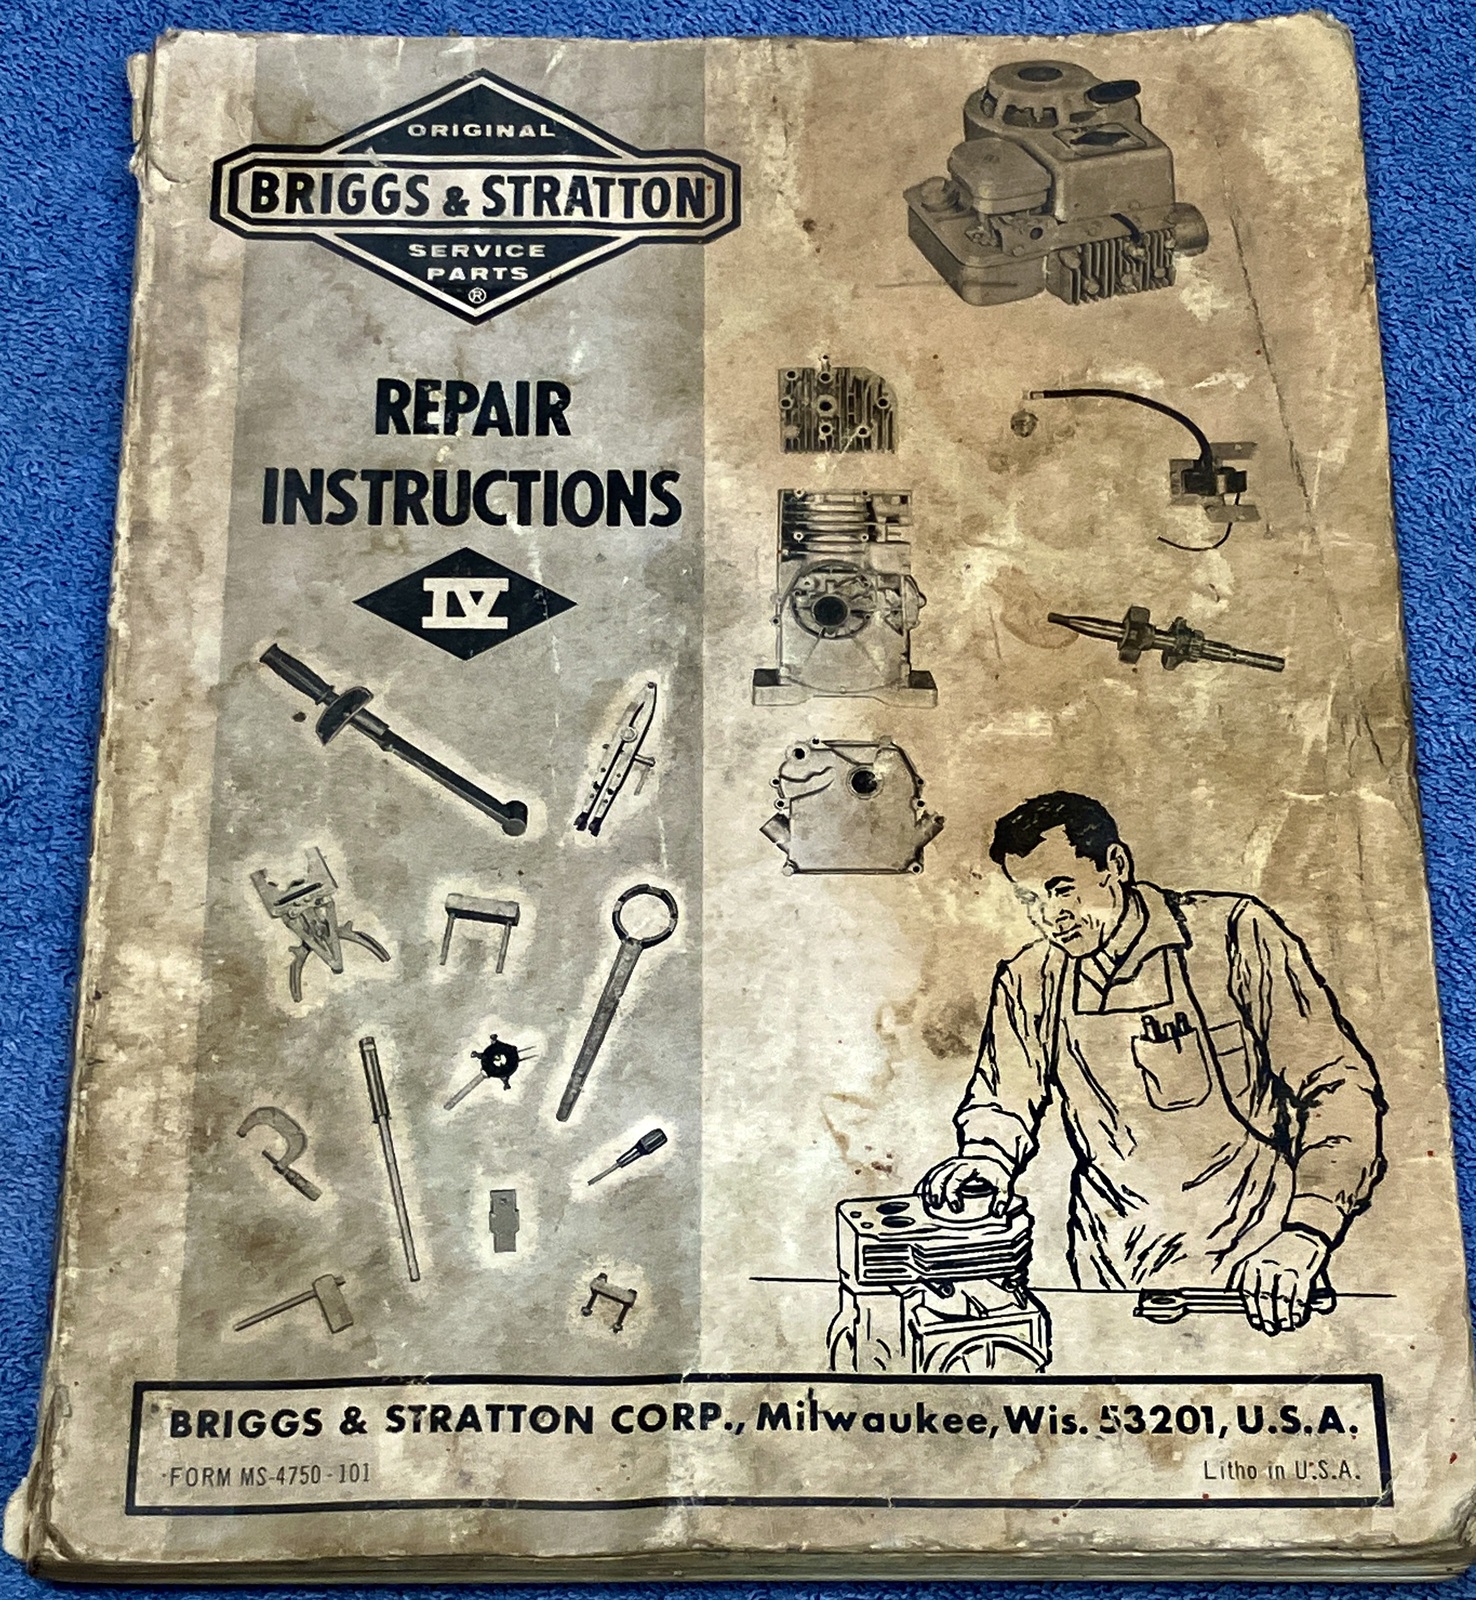 ORIGINAL
BRIGGS & STRATTON
SERVICE
PARTS
®
REPAIR
INSTRUCTIONS
IV
BRIGGS & STRATTON CORP., Milwaukee, Wis. 53201, U.S.A.
FORM MS-4750-101
Litho in U.S.A.